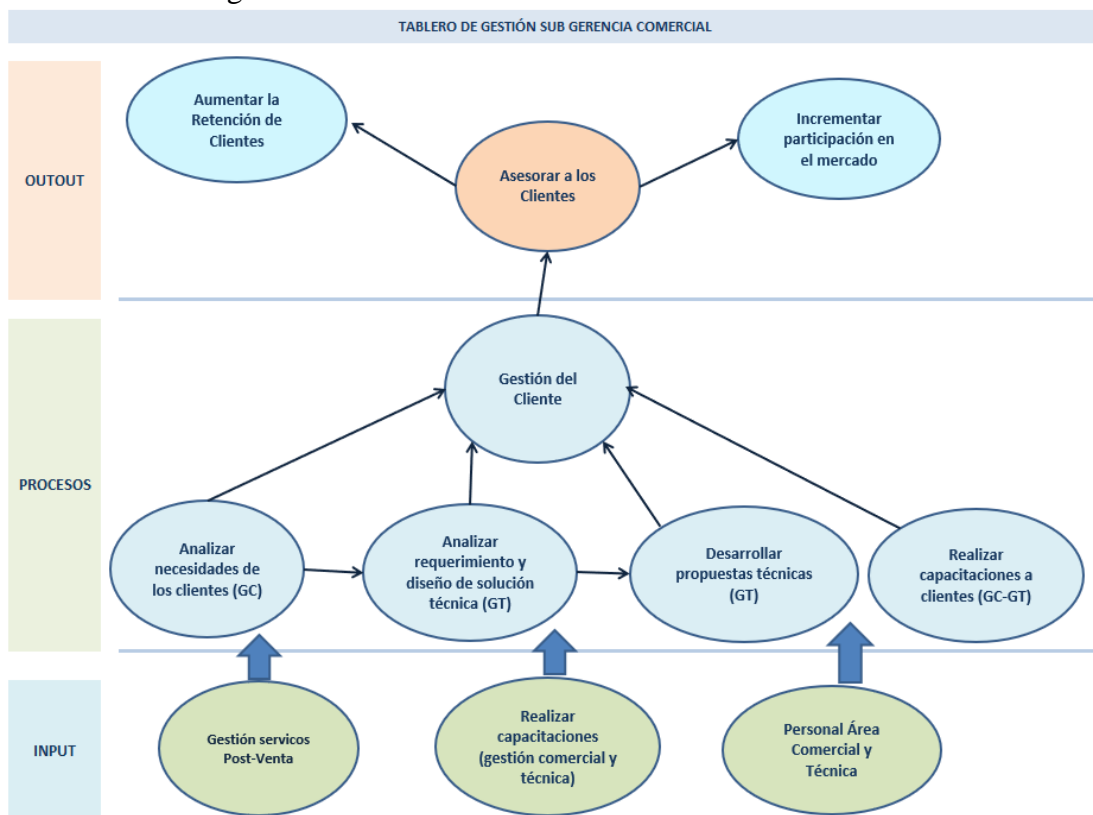 TABLERO DE GESTIÓN SUB GERENCIA COMERCIAL
OUTOUT
Aumentar la
Retención de
Clientes
Asesorar a los
Clientes
Incrementar
participación en
el mercado
PROCESOS
Gestión del
Cliente
Analizar
necesidades de
los clientes (GC)
Analizar
requerimiento y
diseño de solución
técnica (GT)
Desarrollar
propuestas técnicas
(GT)
Realizar
capacitaciones a
clientes (GC-GT)
INPUT
Gestión servicos
Post-Venta
Realizar
capacitaciones
(gestión comercial y
técnica)
Personal Área
Comercial y
Técnica